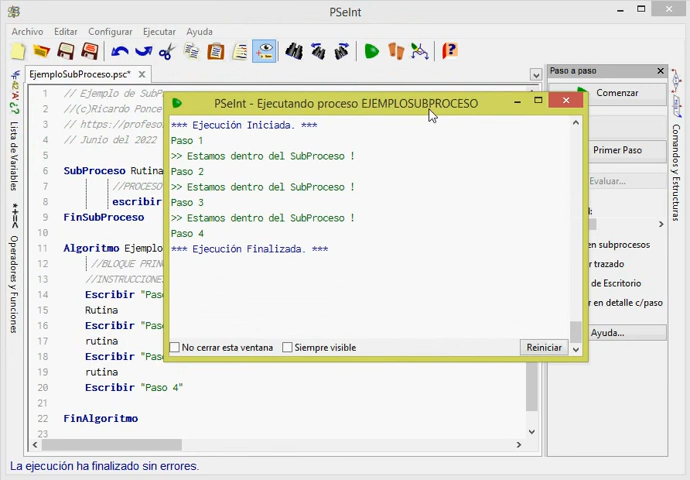 PSeInt
Archivo Editar Configurar Ejecutar Ayuda
EjemploSubProceso.psc*
Paso a paso
Lista de Variables
Operadores y Funciones
Comandos y Estructuras
1 // Ejemplo de SubP
2 //(c)Ricardo Ponce
3 // https://profeso
4 // Junio del 2022
5
6 SubProceso Rutina
7 //PROCESO
8 escribir
9 FinSubProceso
10
11 Algoritmo Ejemplo
12 //BLOQUE PRIN
13 //INSTRUCCIONE
14 Escribir "Paso
15 Rutina
16 Escribir "Paso
17 rutina
18 Escribir "Paso
19 rutina
20 Escribir "Paso 4"
21
22 FinAlgoritmo
23
PSeInt - Ejecutando proceso EJEMPLOSUBPROCESO
*** Ejecución Iniciada. ***
Paso 1
>> Estamos dentro del SubProceso !
Paso 2
>> Estamos dentro del SubProceso !
Paso 3
>> Estamos dentro del SubProceso !
Paso 4
*** Ejecución Finalizada. ***
No cerrar esta ventana
Siempre visible
Reiniciar
Comenzar
Primer Paso
Evaluar...
d:
en subprocesos
r trazado
de Escritorio
r en detalle c/paso
Ayuda...
La ejecución ha finalizado sin errores.